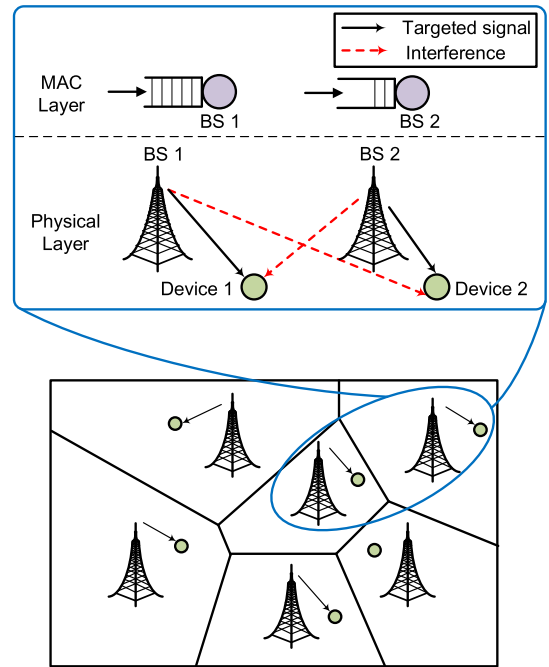 Targeted signal
Interference
MAC
Layer
BS 1
BS 2
BS 1
BS 2
Physical
Layer
Device 1
Device 2